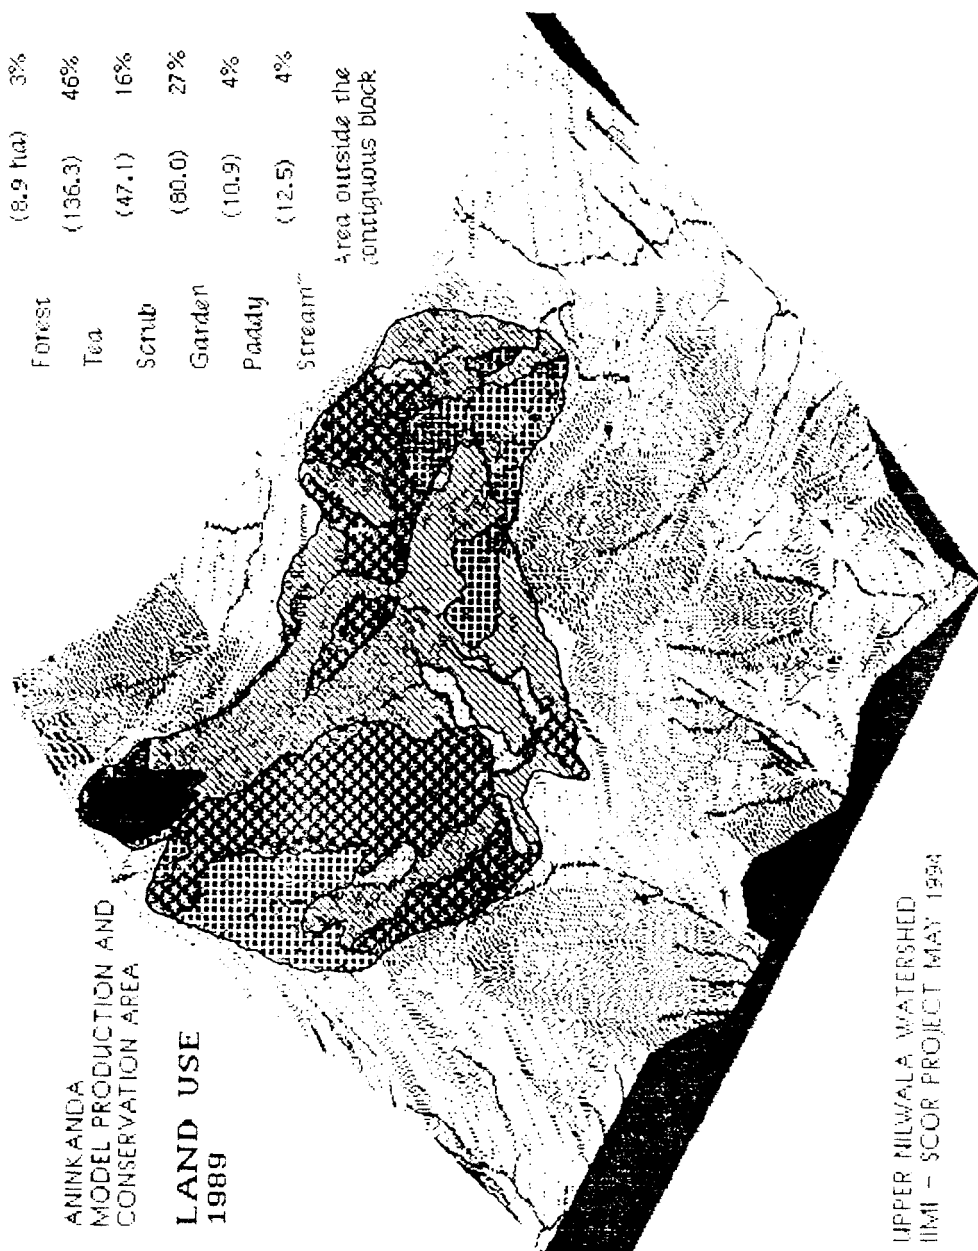 ANINKANDA
MODEL PRODUCTION AND
CONSERVATION AREA
LAND USE
1989
Forest (8.9 ha) 3%
Tea (136.3) 46%
Scrub (47.1) 16%
Garden (80.0) 27%
Paddy (10.9) 4%
Stream (12.5) 4%
Area outside the
contiguous block
UPPER NILWALA WATERSHED
IIMI - SCOR PROJECT MAY 1994